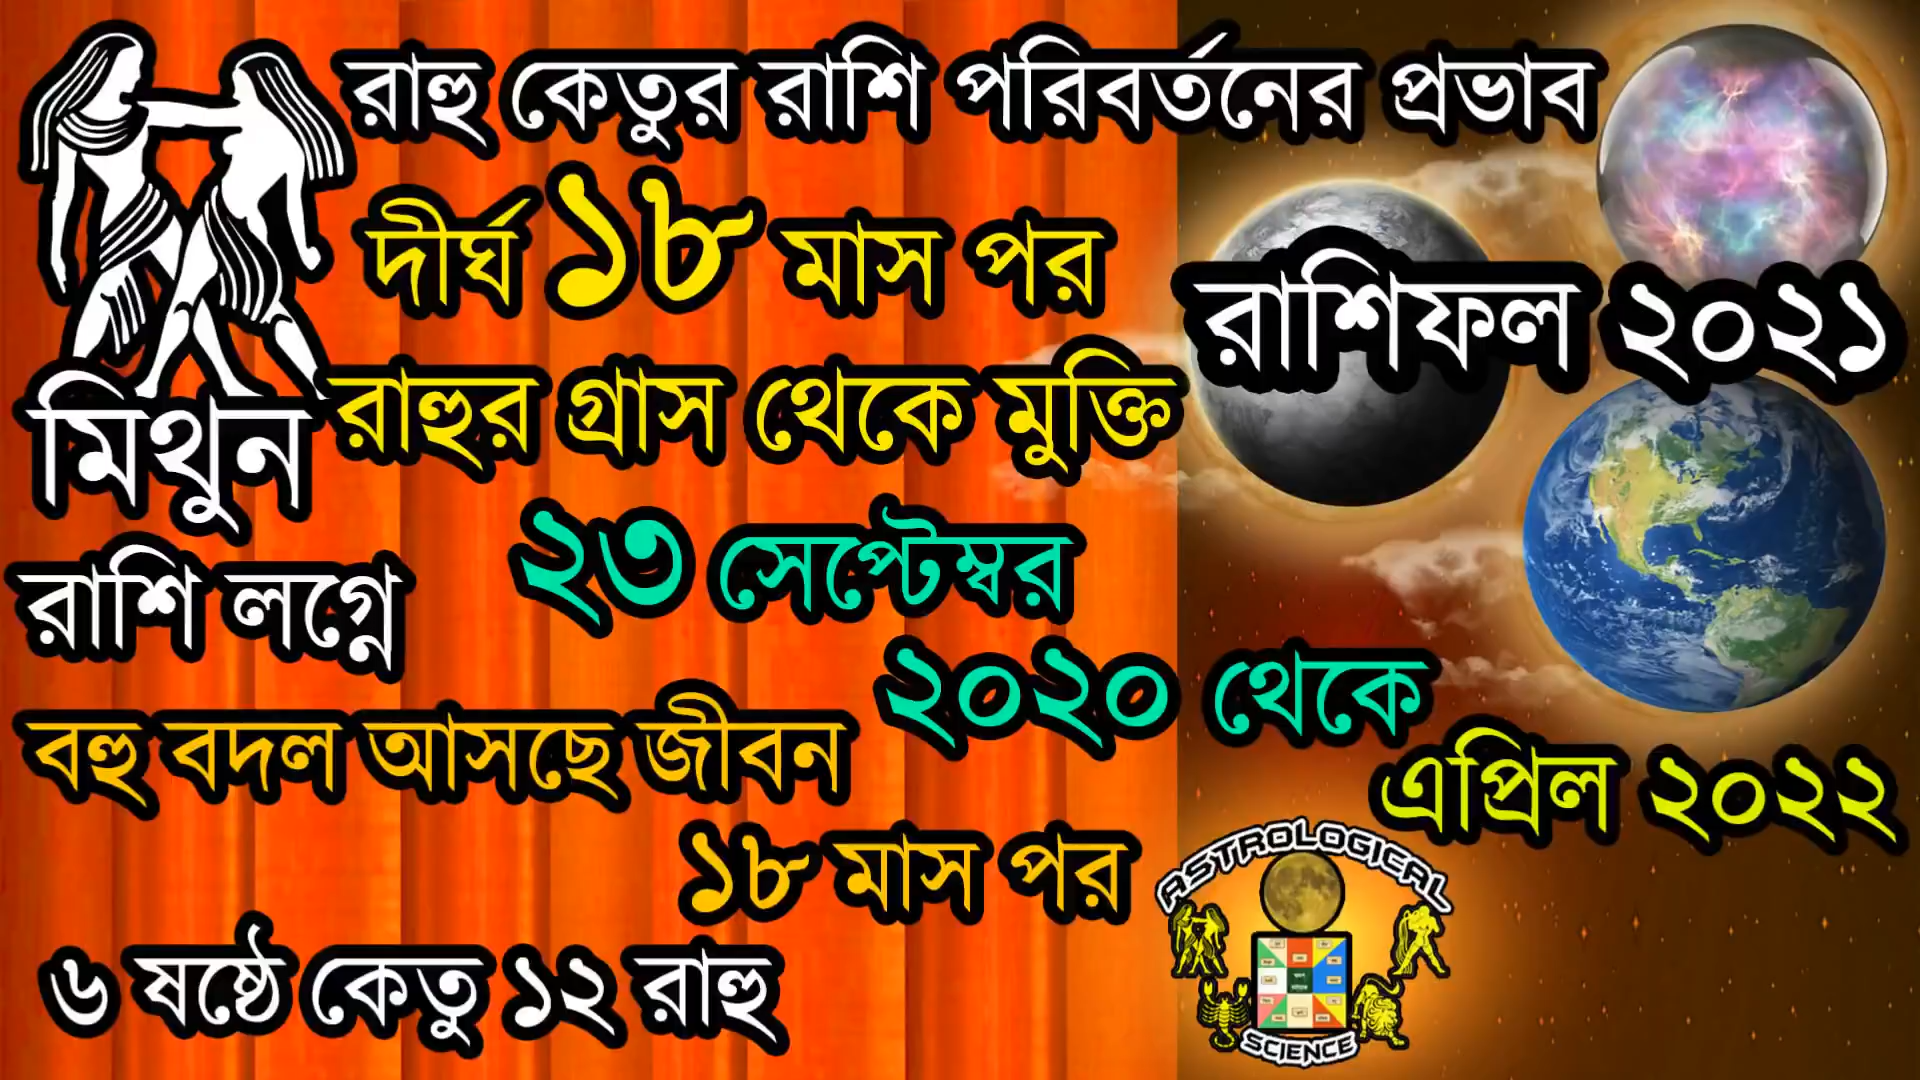 রাহু কেতুর রাশি পরিবর্তনের প্রভাব
দীর্ঘ ১৮ মাস পর
রাশিফল ২০২১
রাহুর গ্রাস থেকে মুক্তি
মিথুন
রাশি লগ্নে
২৩ সেপ্টেম্বর
২০২০ থেকে
এপ্রিল ২০২২
বহু বদল আসছে জীবন
১৮ মাস পর
৬ ষষ্ঠে কেতু ১২ রাহু
ASTROLOGICAL
SCIENCE